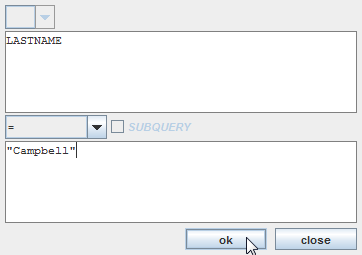 LASTNAME
=
SUBQUERY
"Campbell"
ok
close